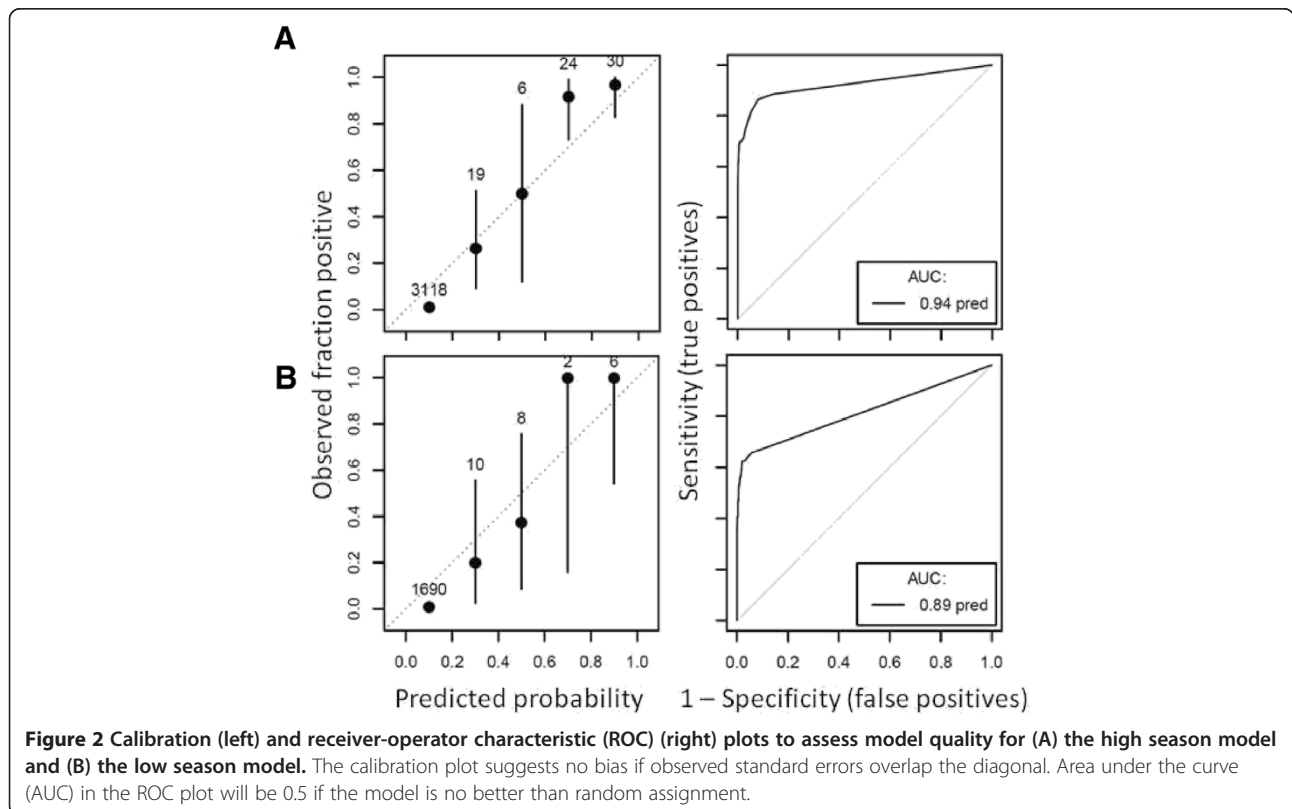 A
Observed fraction positive
1.0
0.8
0.6
0.4
0.2
0.0
3118
19
6
24
30
Sensitivity (true positives)
AUC:
0.94 pred
B
1.0
0.8
0.6
0.4
0.2
0.0
1690
10
8
2
6
0.0 0.2 0.4 0.6 0.8 1.0
Predicted probability
AUC:
0.89 pred
0.0 0.2 0.4 0.6 0.8 1.0
1 – Specificity (false positives)
Figure 2 Calibration (left) and receiver-operator characteristic (ROC) (right) plots to assess model quality for (A) the high season model
and (B) the low season model. The calibration plot suggests no bias if observed standard errors overlap the diagonal. Area under the curve
(AUC) in the ROC plot will be 0.5 if the model is no better than random assignment.